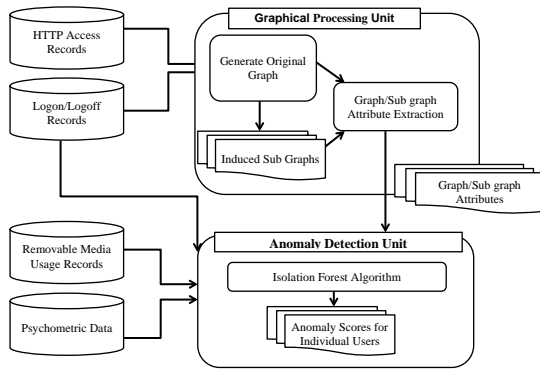 HTTP Access
Records
Logon/Logoff
Records
Graphical Processing Unit
Generate Original
Graph
Graph/Sub graph
Attribute Extraction
Induced Sub Graphs
Graph/Sub graph
Attributes
Removable Media
Usage Records
Psychometric Data
Anomaly Detection Unit
Isolation Forest Algorithm
Anomaly Scores for
Individual Users